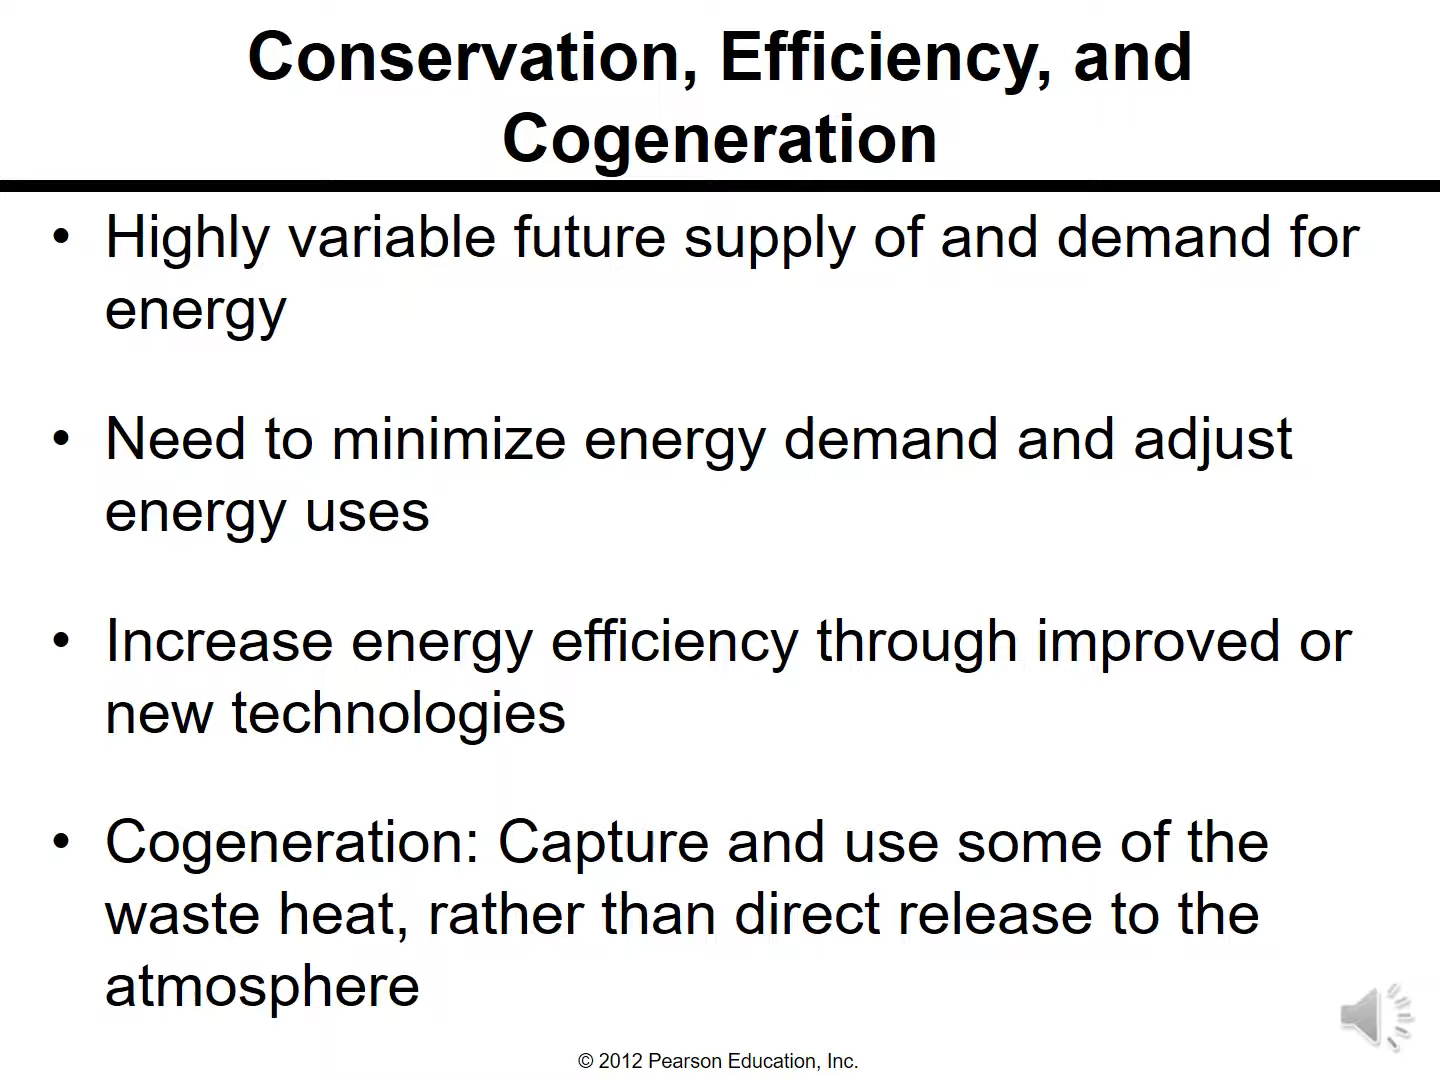 Conservation, Efficiency, and
Cogeneration
• Highly variable future supply of and demand for
energy
• Need to minimize energy demand and adjust
energy uses
• Increase energy efficiency through improved or
new technologies
• Cogeneration: Capture and use some of the
waste heat, rather than direct release to the
atmosphere
© 2012 Pearson Education, Inc.